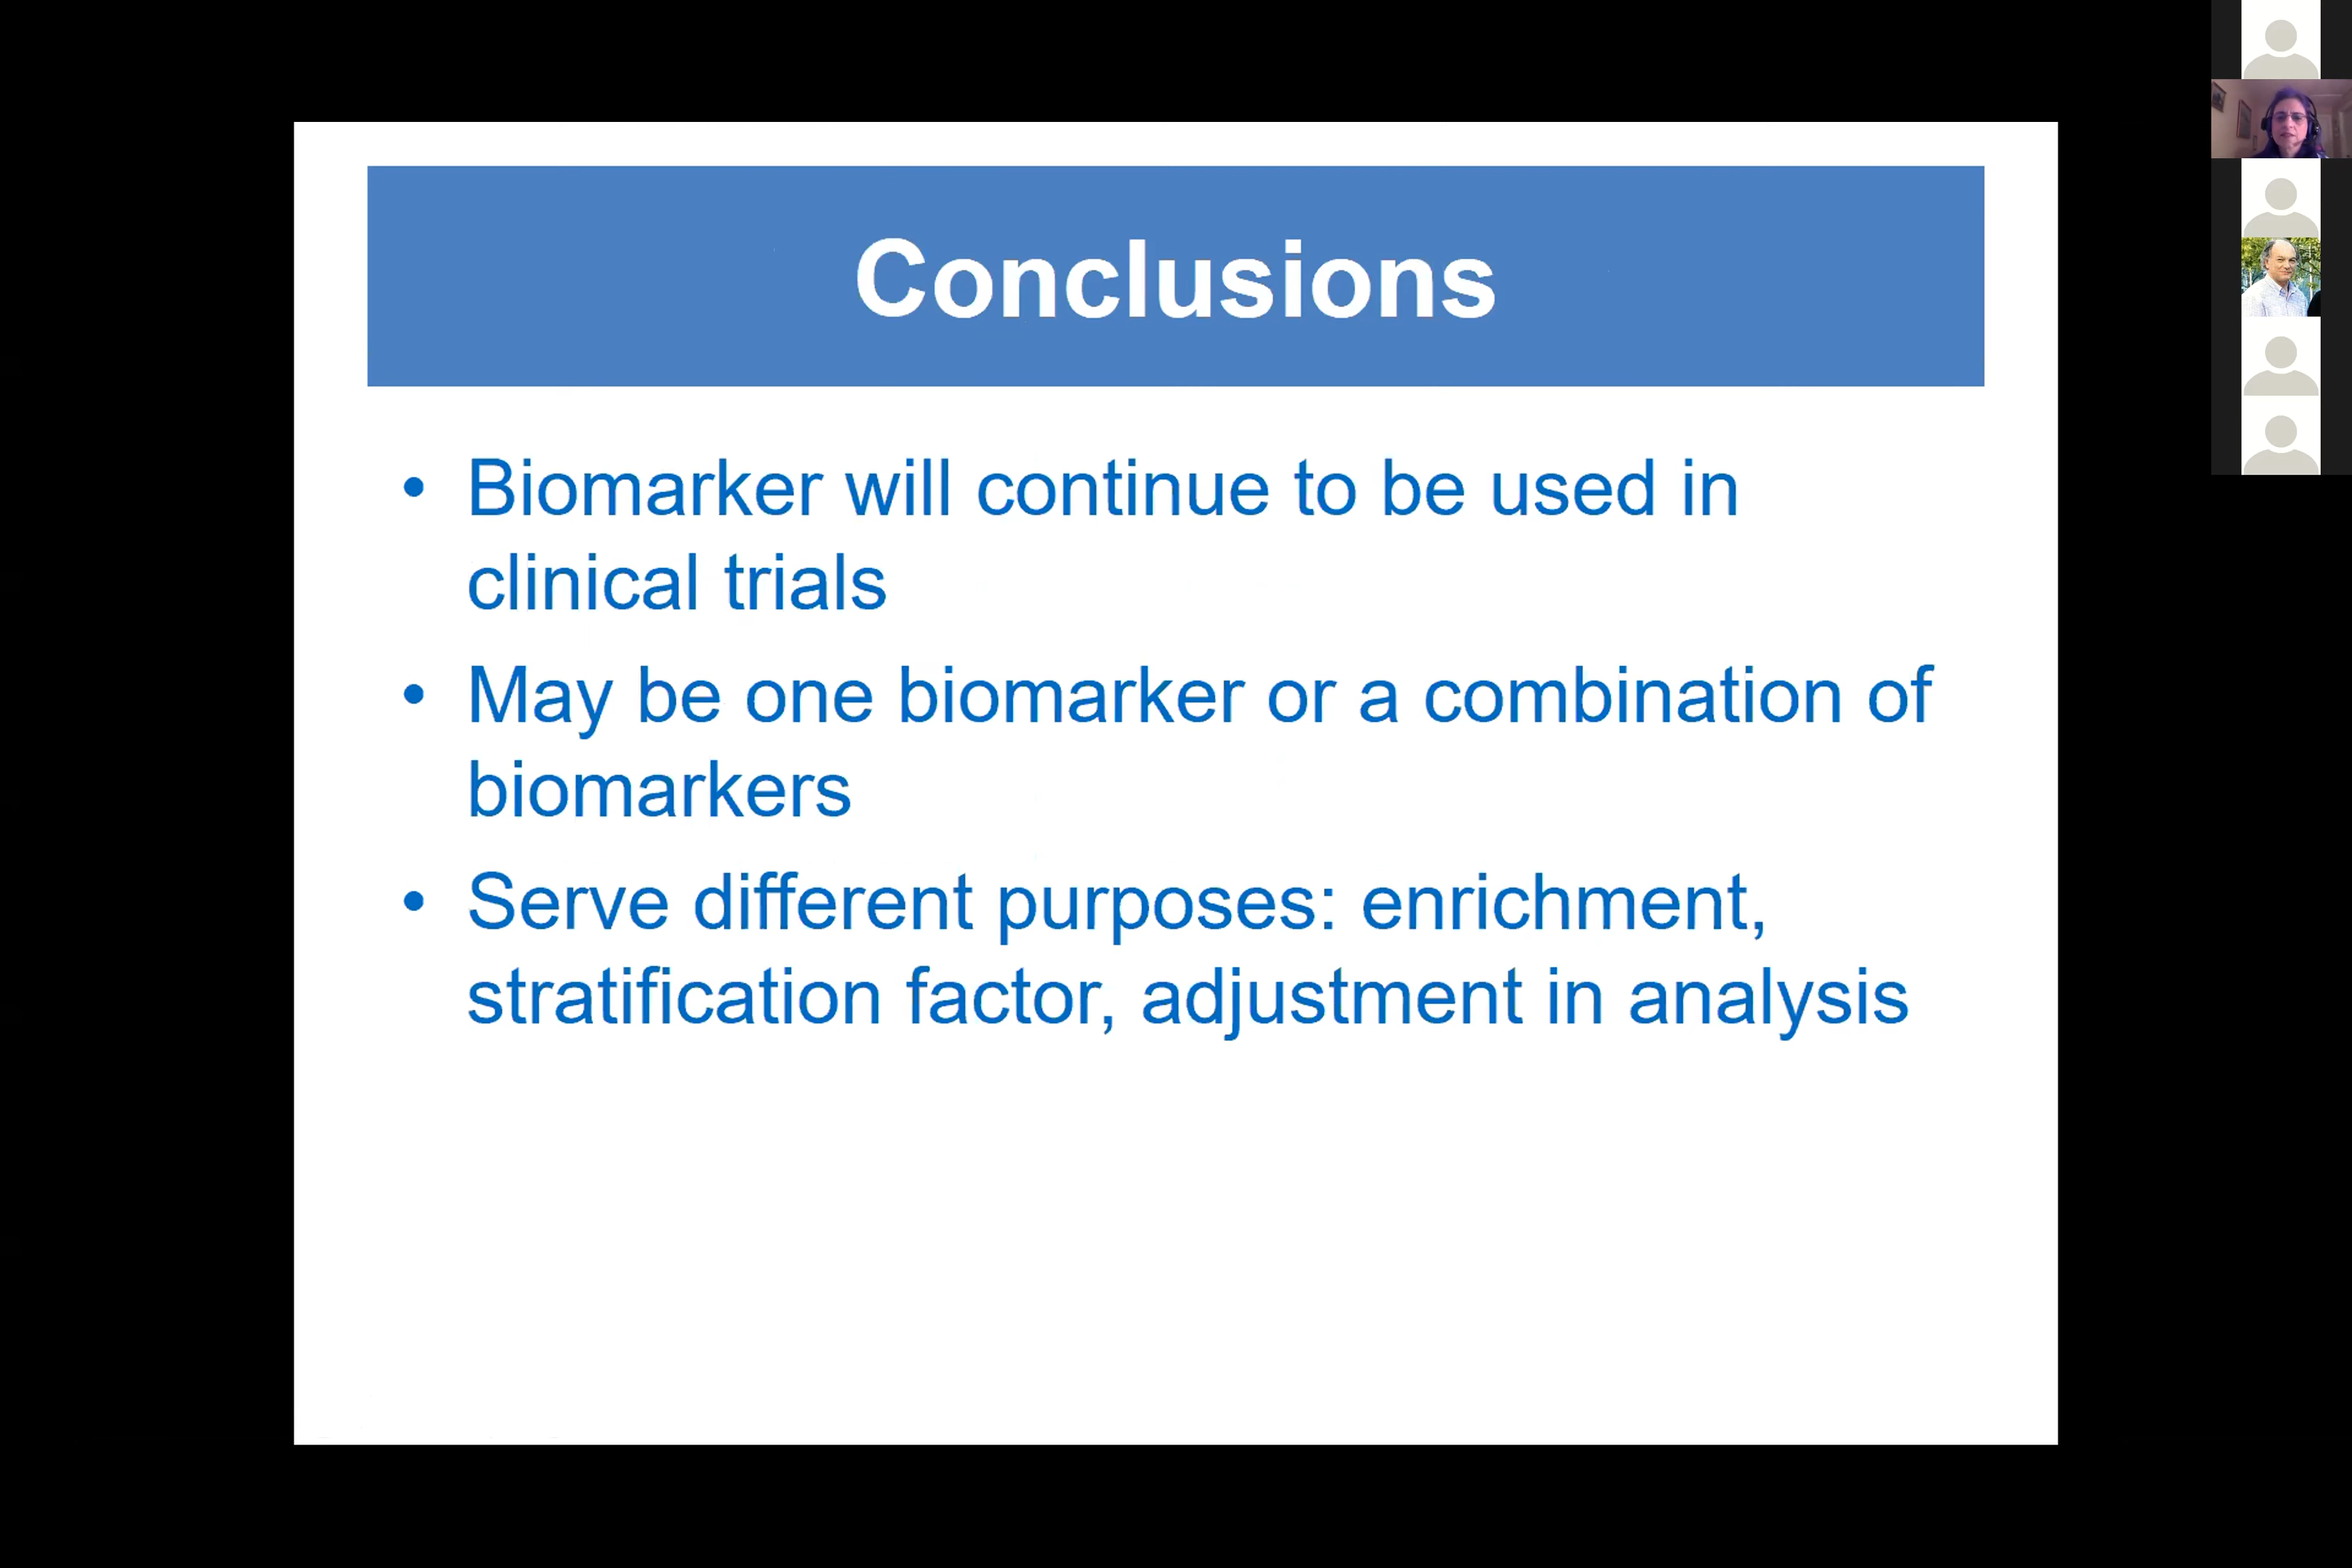 Conclusions
• Biomarker will continue to be used in
clinical trials
• May be one biomarker or a combination of
biomarkers
• Serve different purposes: enrichment,
stratification factor, adjustment in analysis